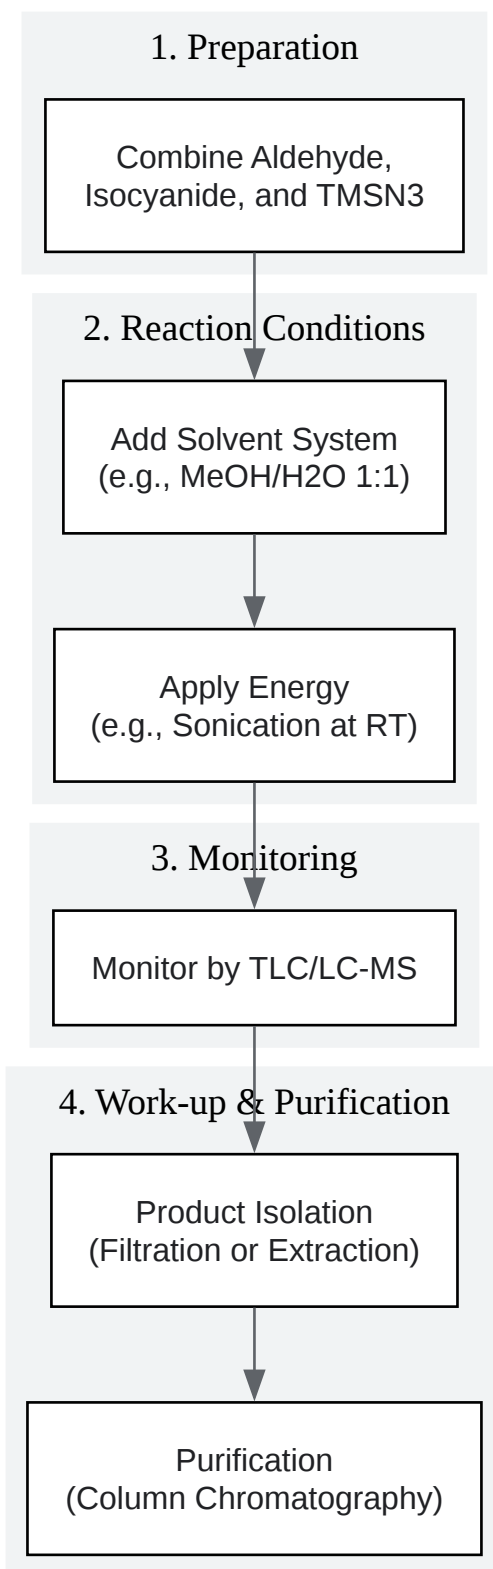 1. Preparation
Combine Aldehyde,
Isocyanide, and TMSN3
2. Reaction Conditions
Add Solvent System
(e.g., MeOH/H2O 1:1)
Apply Energy
(e.g., Sonication at RT)
3. Monitoring
Monitor by TLC/LC-MS
4. Work-up & Purification
Product Isolation
(Filtration or Extraction)
Purification
(Column Chromatography)